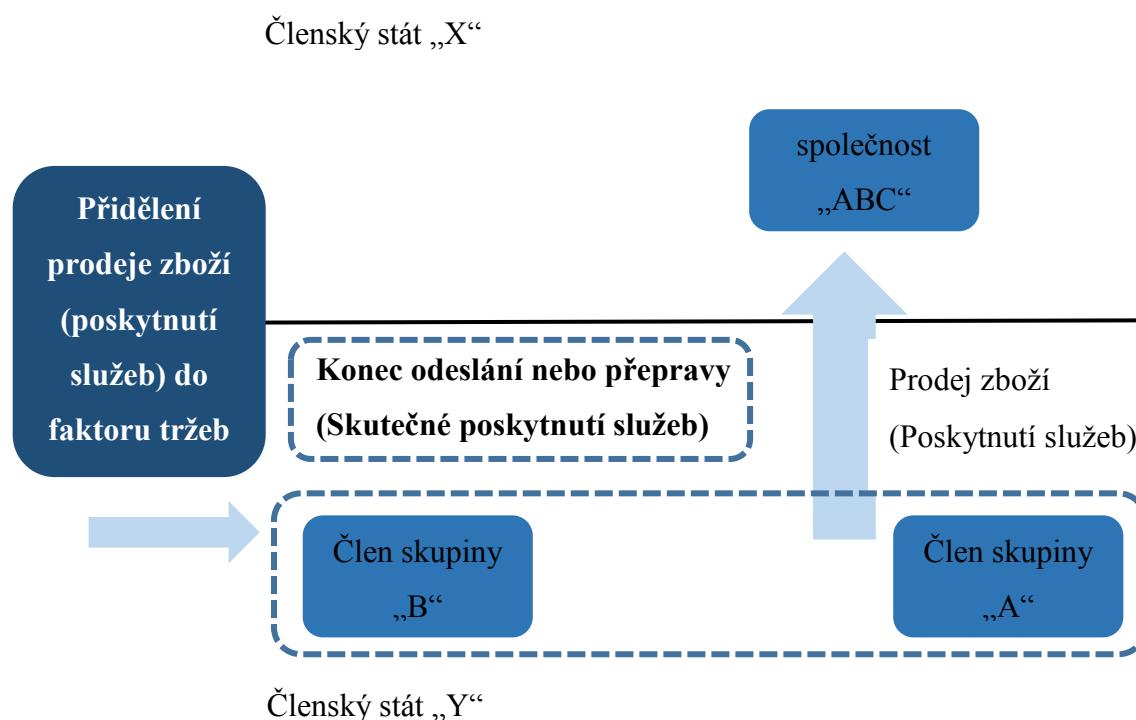 Členský stát „X“
společnost
„ABC“
Přidělení
prodeje zboží
(poskytnutí
služeb) do
faktoru tržeb
Konec odeslání nebo přepravy
(Skutečné poskytnutí služeb)
Prodej zboží
(Poskytnutí služeb)
Člen skupiny
„B“
Člen skupiny
„A“
Členský stát „Y“